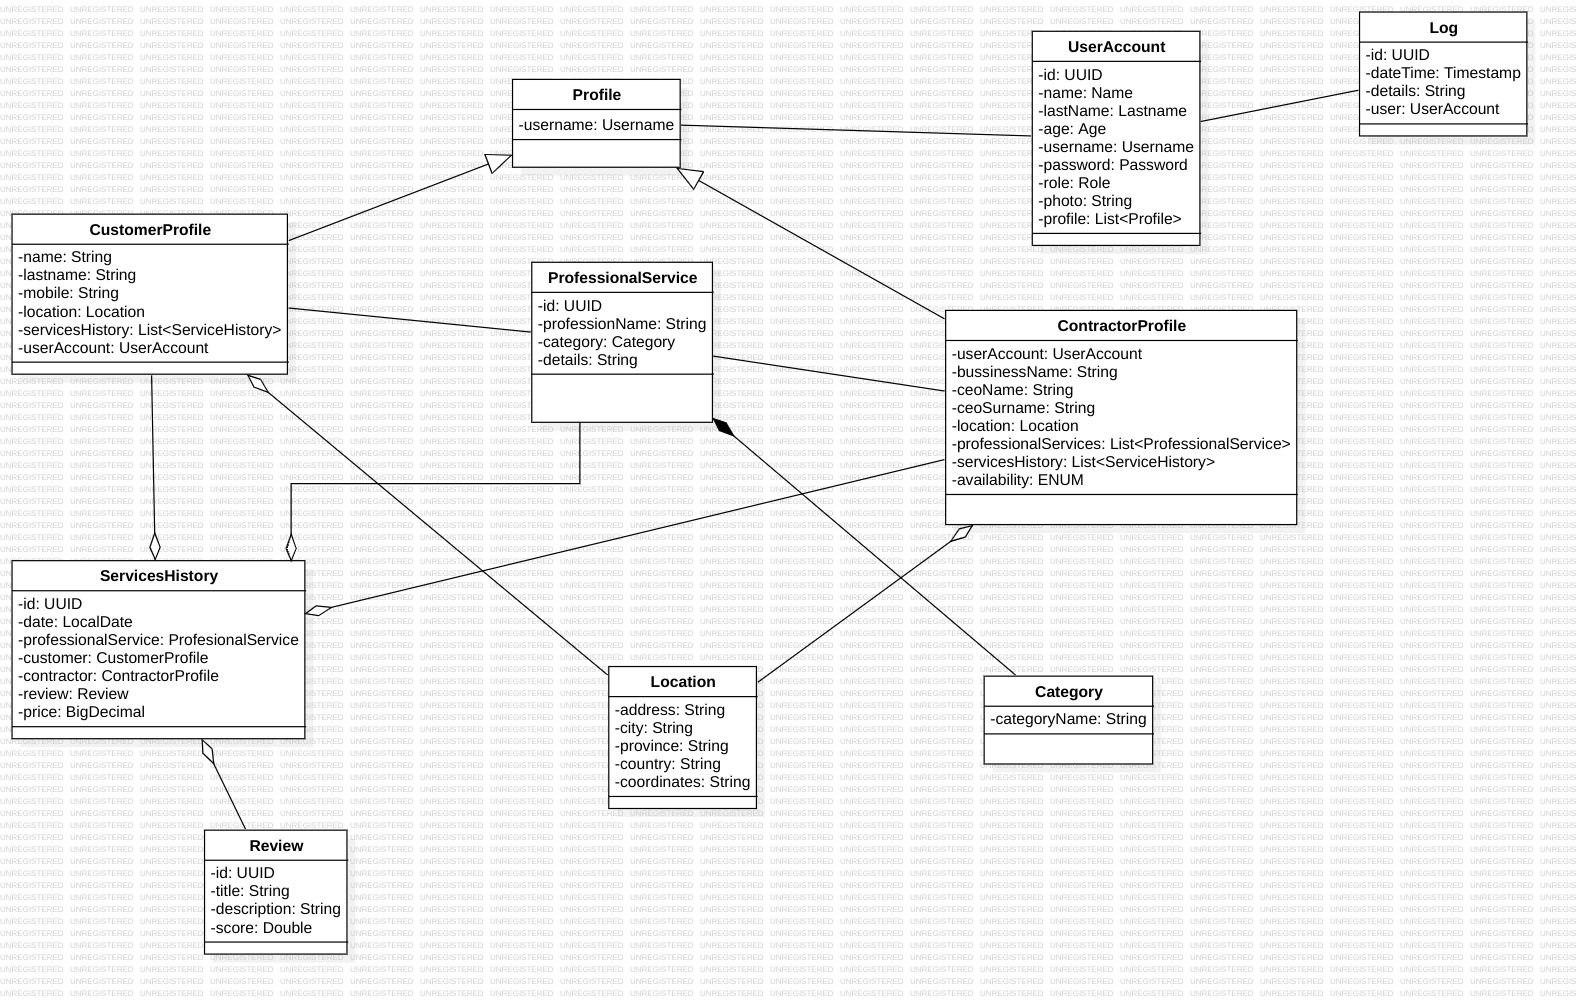 Log
-id: UUID
-dateTime: Timestamp
-details: String
-user: UserAccount
UserAccount
-id: UUID
-name: Name
-lastName: Lastname
-age: Age
-username: Username
-password: Password
-role: Role
-photo: String
-profile: List<Profile>
Profile
-username: Username
CustomerProfile
-name: String
-lastname: String
-mobile: String
-location: Location
-servicesHistory: List<ServiceHistory>
-userAccount: UserAccount
ProfessionalService
-id: UUID
-professionName: String
-category: Category
-details: String
ContractorProfile
-userAccount: UserAccount
-bussinessName: String
-ceoName: String
-ceoSurname: String
-location: Location
-professionalServices: List<ProfessionalService>
-servicesHistory: List<ServiceHistory>
-availability: ENUM
ServicesHistory
-id: UUID
-date: LocalDate
-professionalService: ProfesionalService
-customer: CustomerProfile
-contractor: ContractorProfile
-review: Review
-price: BigDecimal
Location
-address: String
-city: String
-province: String
-country: String
-coordinates: String
Category
-categoryName: String
Review
-id: UUID
-title: String
-description: String
-score: Double
UNREGISTERED